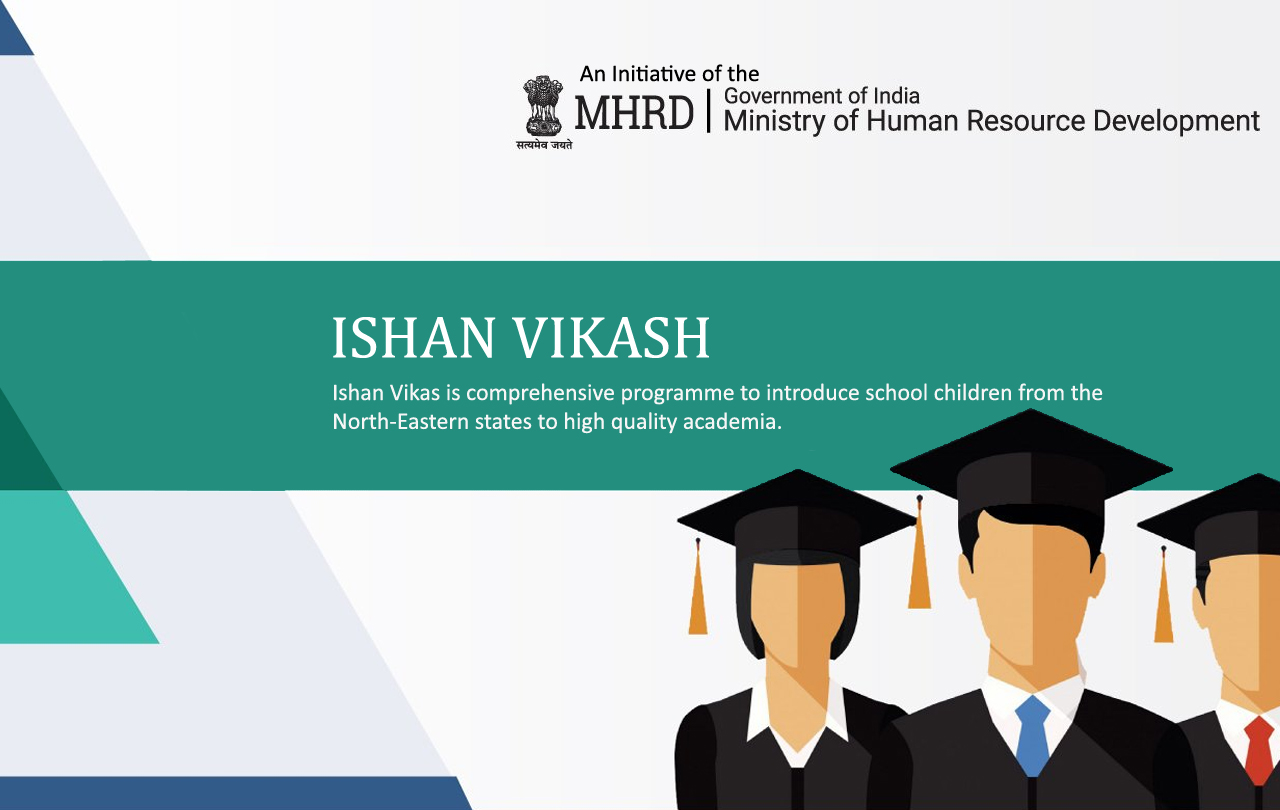 An Initiative of the
MHRD
Government of India
Ministry of Human Resource Development
सत्यमेव जयते
ISHAN VIKASH
Ishan Vikas is comprehensive programme to introduce school children from the
North-Eastern states to high quality academia.